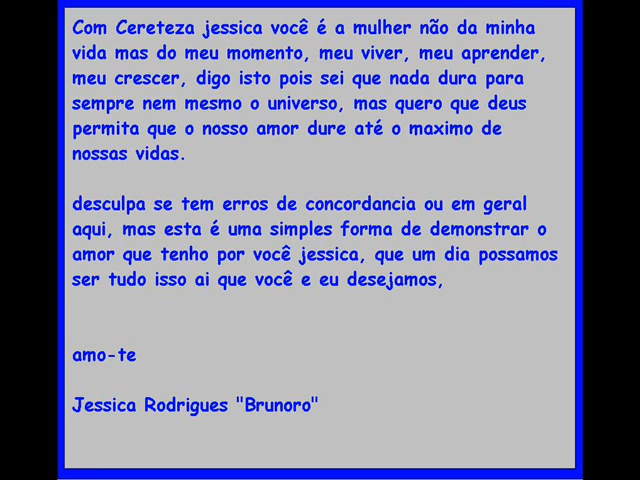 Com Cereteza jessica você é a mulher não da minha
vida mas do meu momento, meu viver, meu aprender,
meu crescer, digo isto pois sei que nada dura para
sempre nem mesmo o universo, mas quero que deus
permita que o nosso amor dure até o maximo de
nossas vidas.
desculpa se tem erros de concordancia ou em geral
aqui, mas esta é uma simples forma de demonstrar o
amor que tenho por você jessica, que um dia possamos
ser tudo isso ai que você e eu desejamos,
amo-te
Jessica Rodrigues "Brunoro"